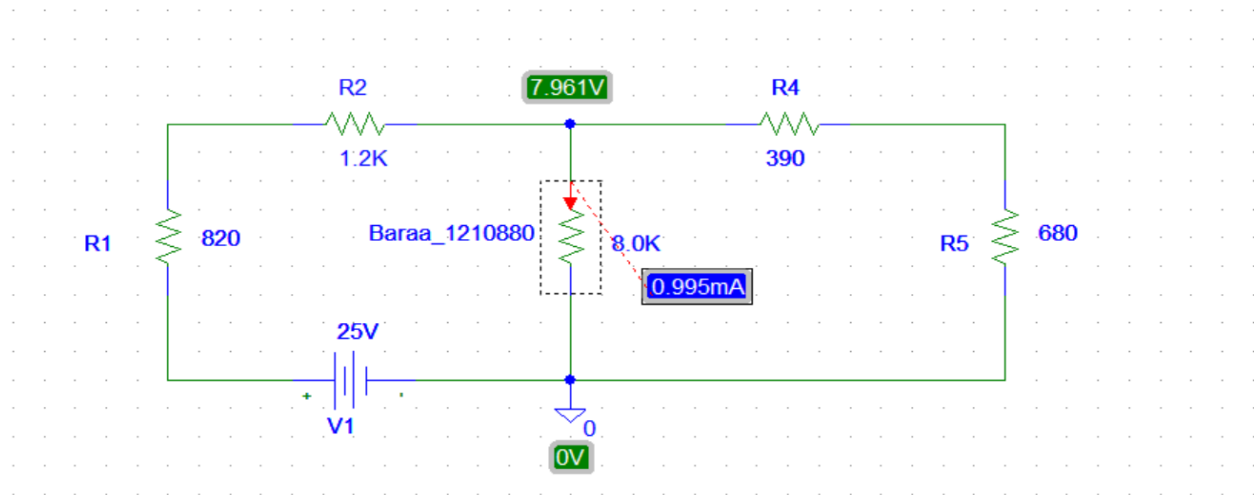 R2
7.961V
R4
1.2K
390
R1
820
Baraa_1210880
8.0K
R5
680
0.995mA
25V
+
-
V1
0
0V